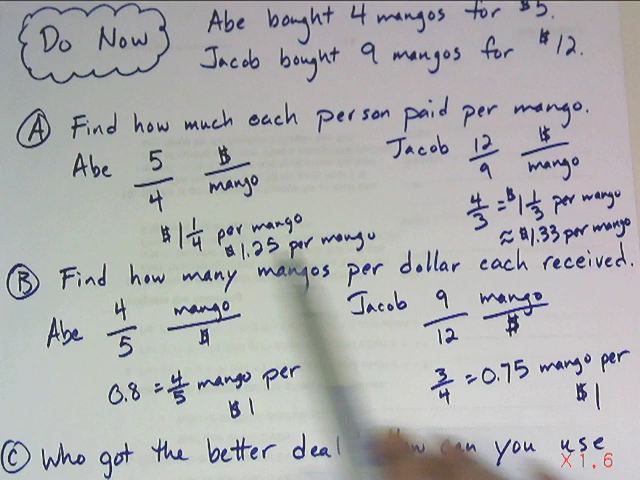 Do Now
Abe bought 4 mangos for $5.
Jacob bought 9 mangos for $12.
A Find how much each person paid per mango.
Abe 5/4 $/mango
$1 1/4 per mango
$1.25 per mango
Jacob 12/9 $/mango
4/3 = $1 1/3 per mango
≈ $1.33 per mango
B Find how many mangos per dollar each received.
Abe 4/5 mango/$
0.8 = 4/5 mango per
$1
Jacob 9/12 mango/$
3/4 = 0.75 mango per
$1
C Who got the better deal can you use
X1.6